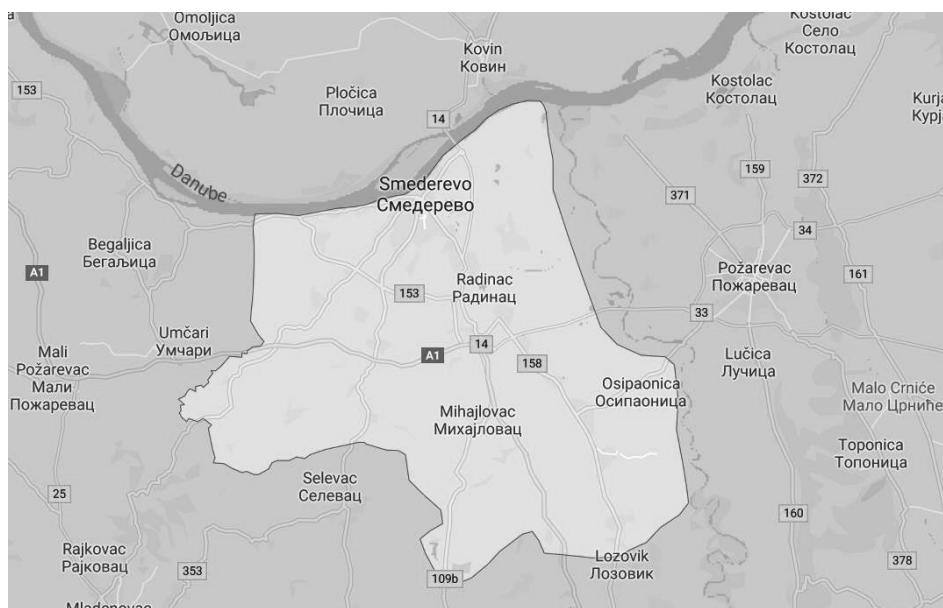 Omoljica
Омољица
Kostolac
Село
Костолац
Kovin
Ковин
153
Pločica
Плочица
Kostolac
Костолац
14
Danube
Smederevo
Смедерево
159
372
371
34
Begaljica
Бегаљица
A1
Radinac
Радинац
153
Požarevac
Пожаревац
161
33
Umčari
Умчари
14
A1
158
Mali
Požarevac
Мали
Пожаревац
Lučica
Лучица
Osipaonica
Осипаоница
Malo Crniće
Мало Црниће
Mihajlovac
Михајловац
Toponica
Топоница
Selevac
Селевац
25
160
Rajkovac
Рајковац
353
Lozovik
Лозовик
378
109b